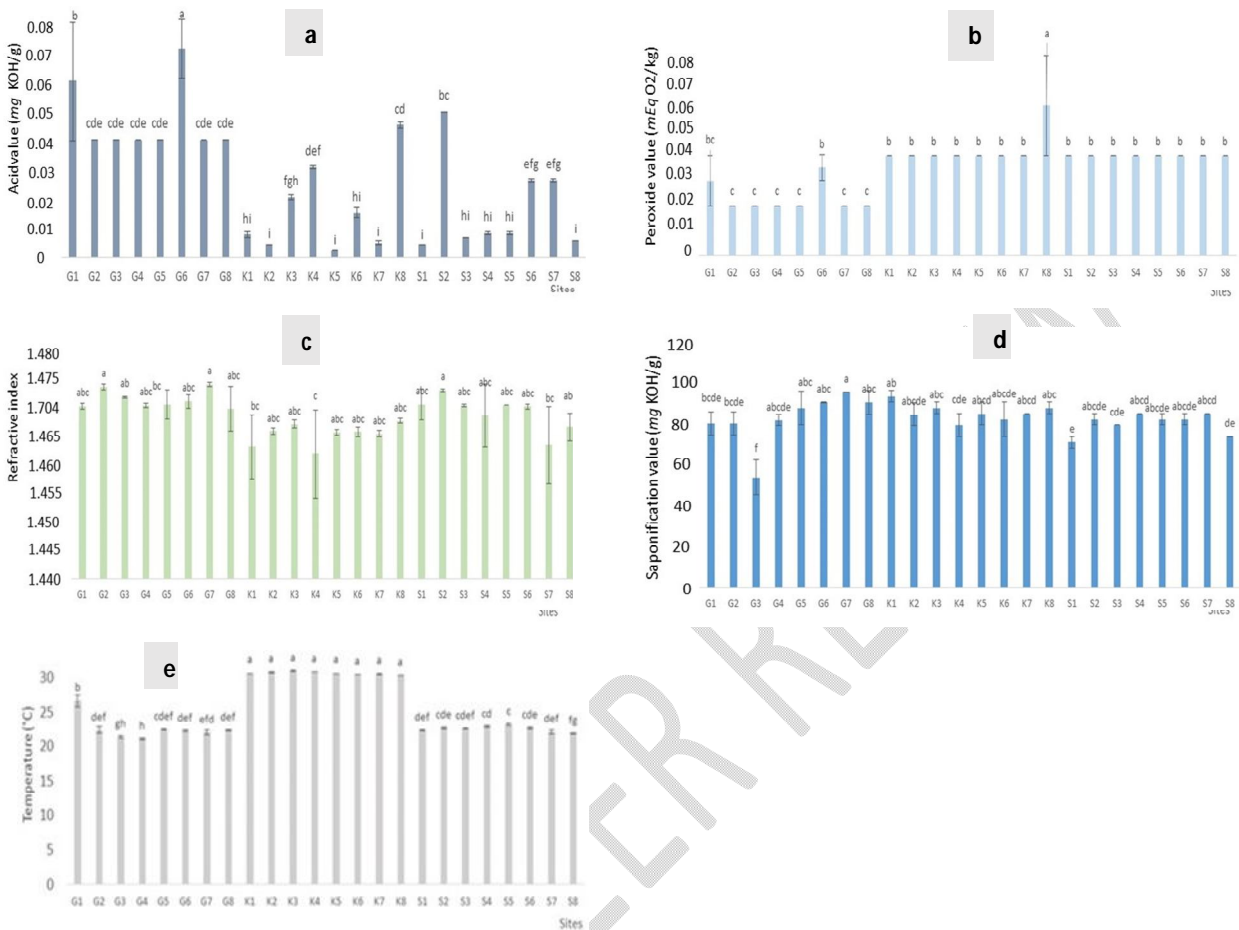 a
Acidvalue (mg KOH/g)
0.08
0.07
0.06
0.05
0.04
0.03
0.02
0.01
0
b cde cde cde cde a cde cde hi i fgh def i hi i cd i bc hi hi hi efg efg i
G1 G2 G3 G4 G5 G6 G7 G8 K1 K2 K3 K4 K5 K6 K7 K8 S1 S2 S3 S4 S5 S6 S7 S8
Sites
b
Peroxide value (mEq O2/kg)
0.08
0.07
0.06
0.05
0.04
0.03
0.02
0.01
0
bc c c c c b c c b b b b b b b a b b b b b b b b
G1 G2 G3 G4 G5 G6 G7 G8 K1 K2 K3 K4 K5 K6 K7 K8 S1 S2 S3 S4 S5 S6 S7 S8
Sites
c
Refractive index
1.480
1.475
1.704
1.465
1.460
1.455
1.450
1.445
1.440
abc a ab abc bc abc a abc bc abc abc c abc abc abc abc abc a abc abc abc abc bc ab
G1 G2 G3 G4 G5 G6 G7 G8 K1 K2 K3 K4 K5 K6 K7 K8 S1 S2 S3 S4 S5 S6 S7 S8
Sites
d
Saponification value (mg KOH/g)
120
100
80
60
40
20
0
bcde bcde f abcde abc abc a abc ab abcde abc cde abcd abcde abcd abc e abcde cde abc abcde abcde abcd de
G1 G2 G3 G4 G5 G6 G7 G8 K1 K2 K3 K4 K5 K6 K7 K8 S1 S2 S3 S4 S5 S6 S7 S8
Sites
e
Temperature (°C)
30
25
20
15
10
5
0
b def gh h cdef def efd def a a a a a a a a def cde cdef cd c cde def fg
G1 G2 G3 G4 G5 G6 G7 G8 K1 K2 K3 K4 K5 K6 K7 K8 S1 S2 S3 S4 S5 S6 S7 S8
Sites